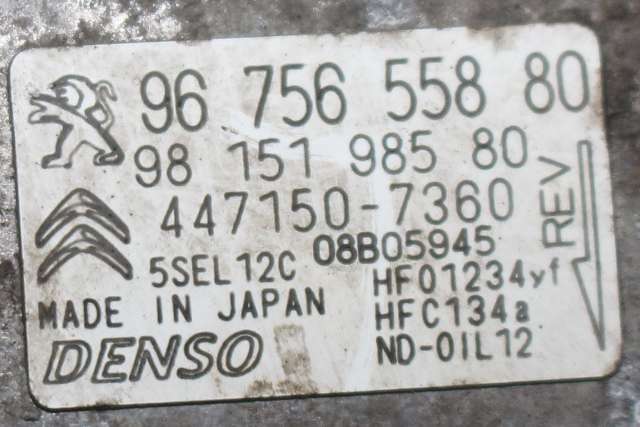 96 756 558 80
98 151 985 80
447150-7360
5SEL12C 08B05945
HF01234yf
MADE IN JAPAN HFC134a
DENSO ND-OIL12
REV